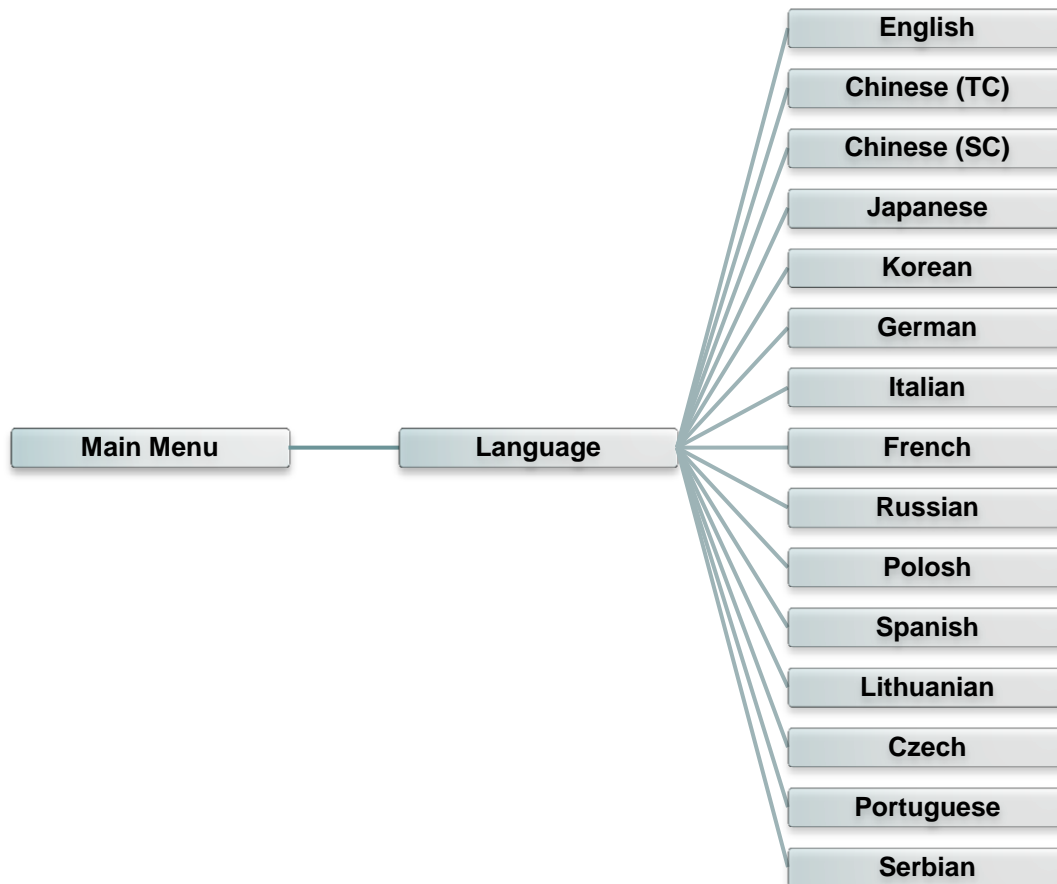 Main Menu
Language
English
Chinese (TC)
Chinese (SC)
Japanese
Korean
German
Italian
French
Russian
Polosh
Spanish
Lithuanian
Czech
Portuguese
Serbian